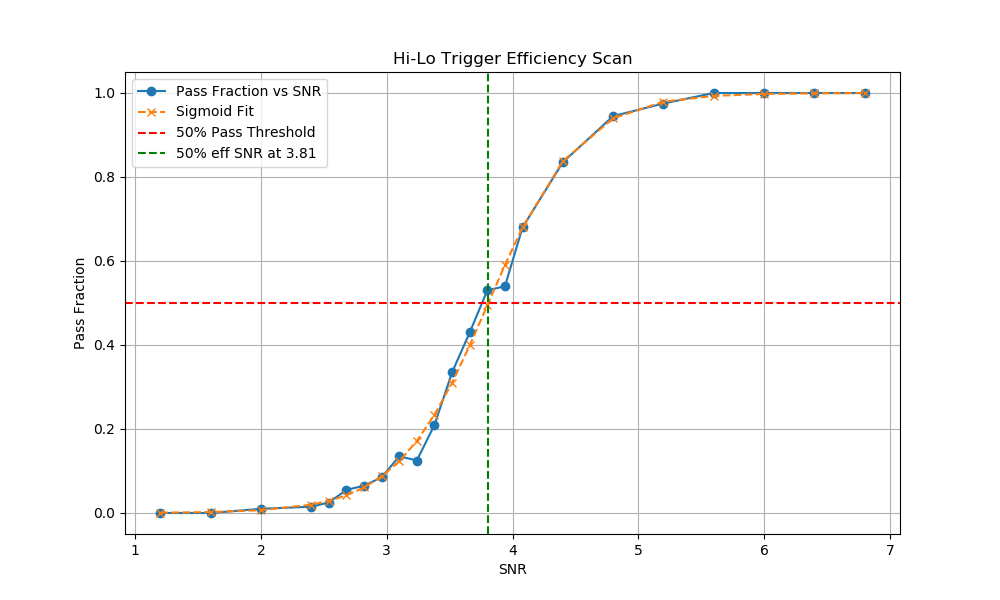 Hi-Lo Trigger Efficiency Scan
Pass Fraction vs SNR
Sigmoid Fit
50% Pass Threshold
50% eff SNR at 3.81
Pass Fraction
1.0
0.8
0.6
0.4
0.2
0.0
1 2 3 4 5 6 7
SNR